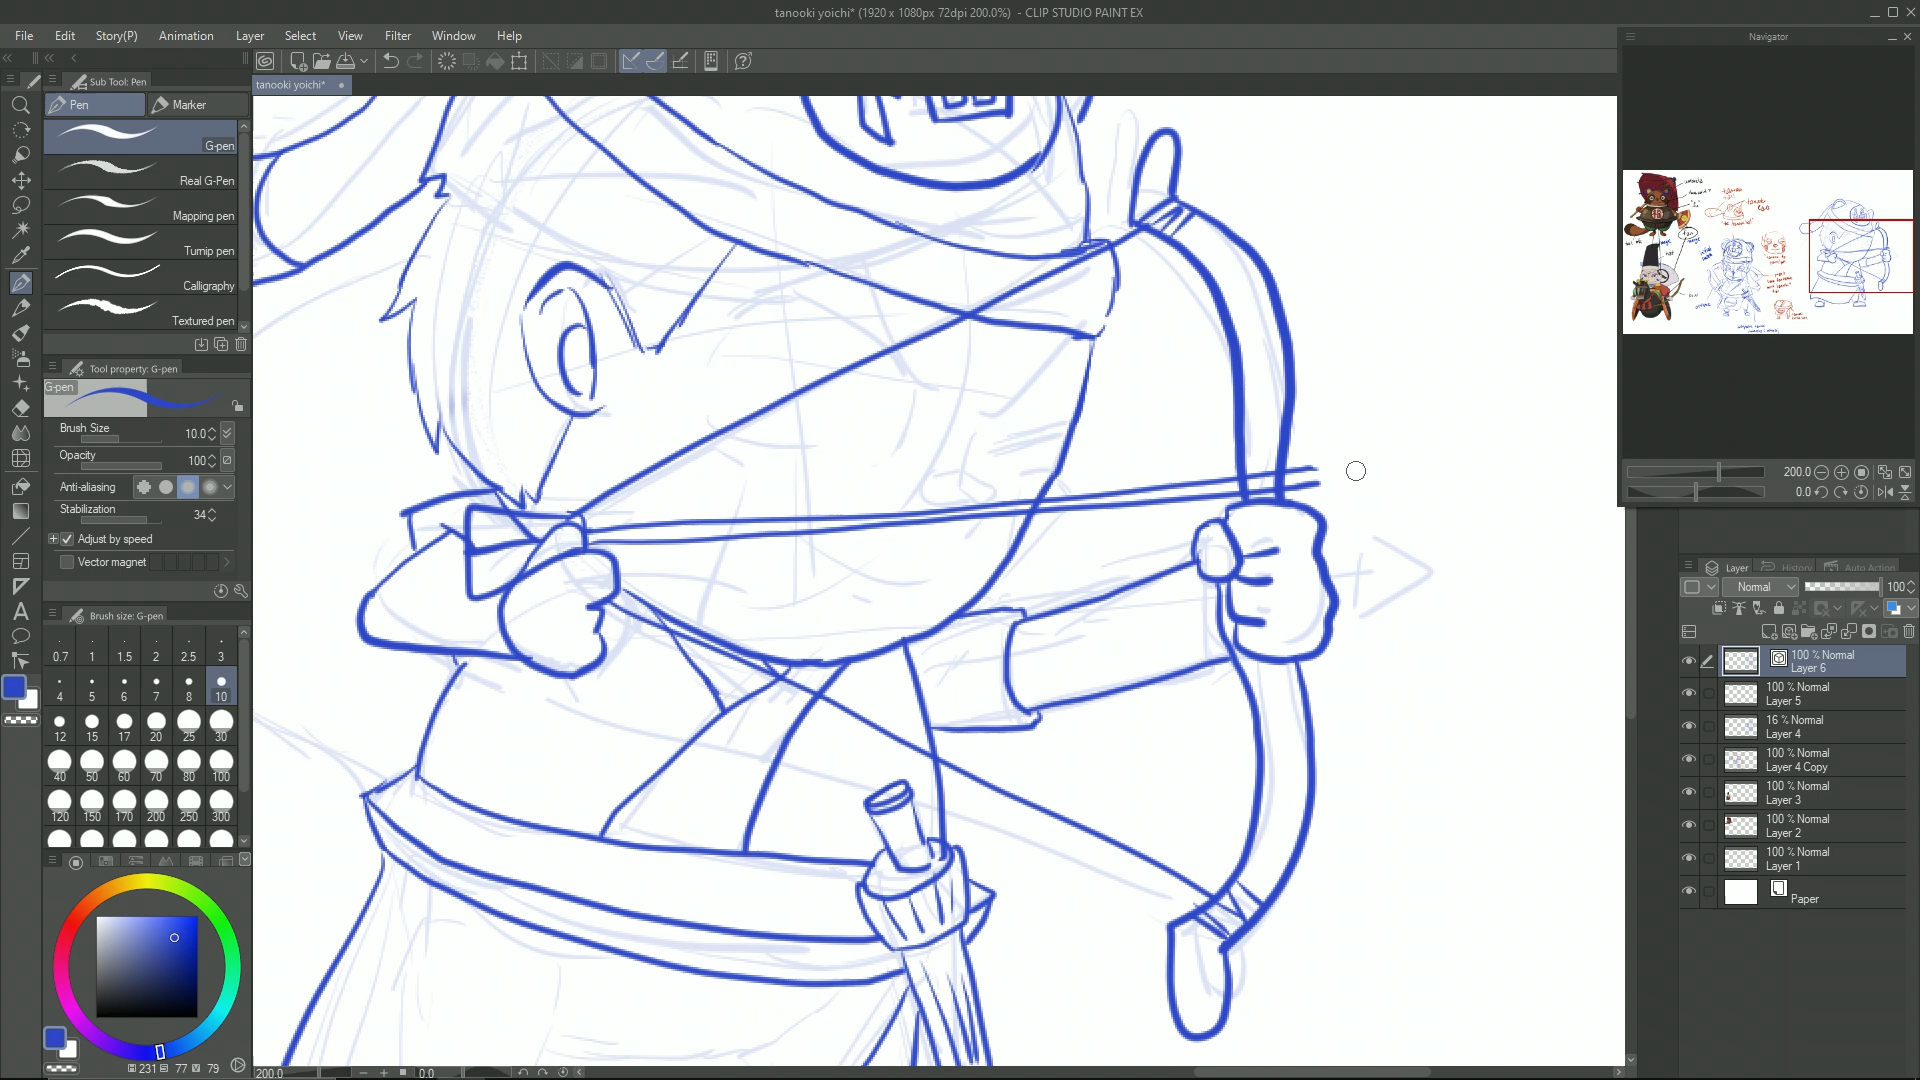 tanooki yoichi* (1920 x 1080px 72dpi 200.0%) - CLIP STUDIO PAINT EX
File Edit Story(P) Animation Layer Select View Filter Window Help
Navigator
Sub Tool: Pen
tanooki yoichi*
Pen Marker
G-pen
Real G-Pen
Mapping pen
Turnip pen
Calligraphy
Textured pen
Tool property: G-pen
G-pen
Brush Size 10.0
Opacity 100
Anti-aliasing
Stabilization 34
Adjust by speed
Vector magnet
Brush size: G-pen
0.7 1 1.5 2 2.5 3
4 5 6 7 8 10
12 15 17 20 25 30
40 50 60 70 80 100
120 150 170 200 250 300
231 77 79
200.0 0.0
200.0
0.0
Layer History Auto Action
Normal 100
100 % Normal
Layer 6
100 % Normal
Layer 5
16 % Normal
Layer 4
100 % Normal
Layer 4 Copy
100 % Normal
Layer 3
100 % Normal
Layer 2
100 % Normal
Layer 1
Paper